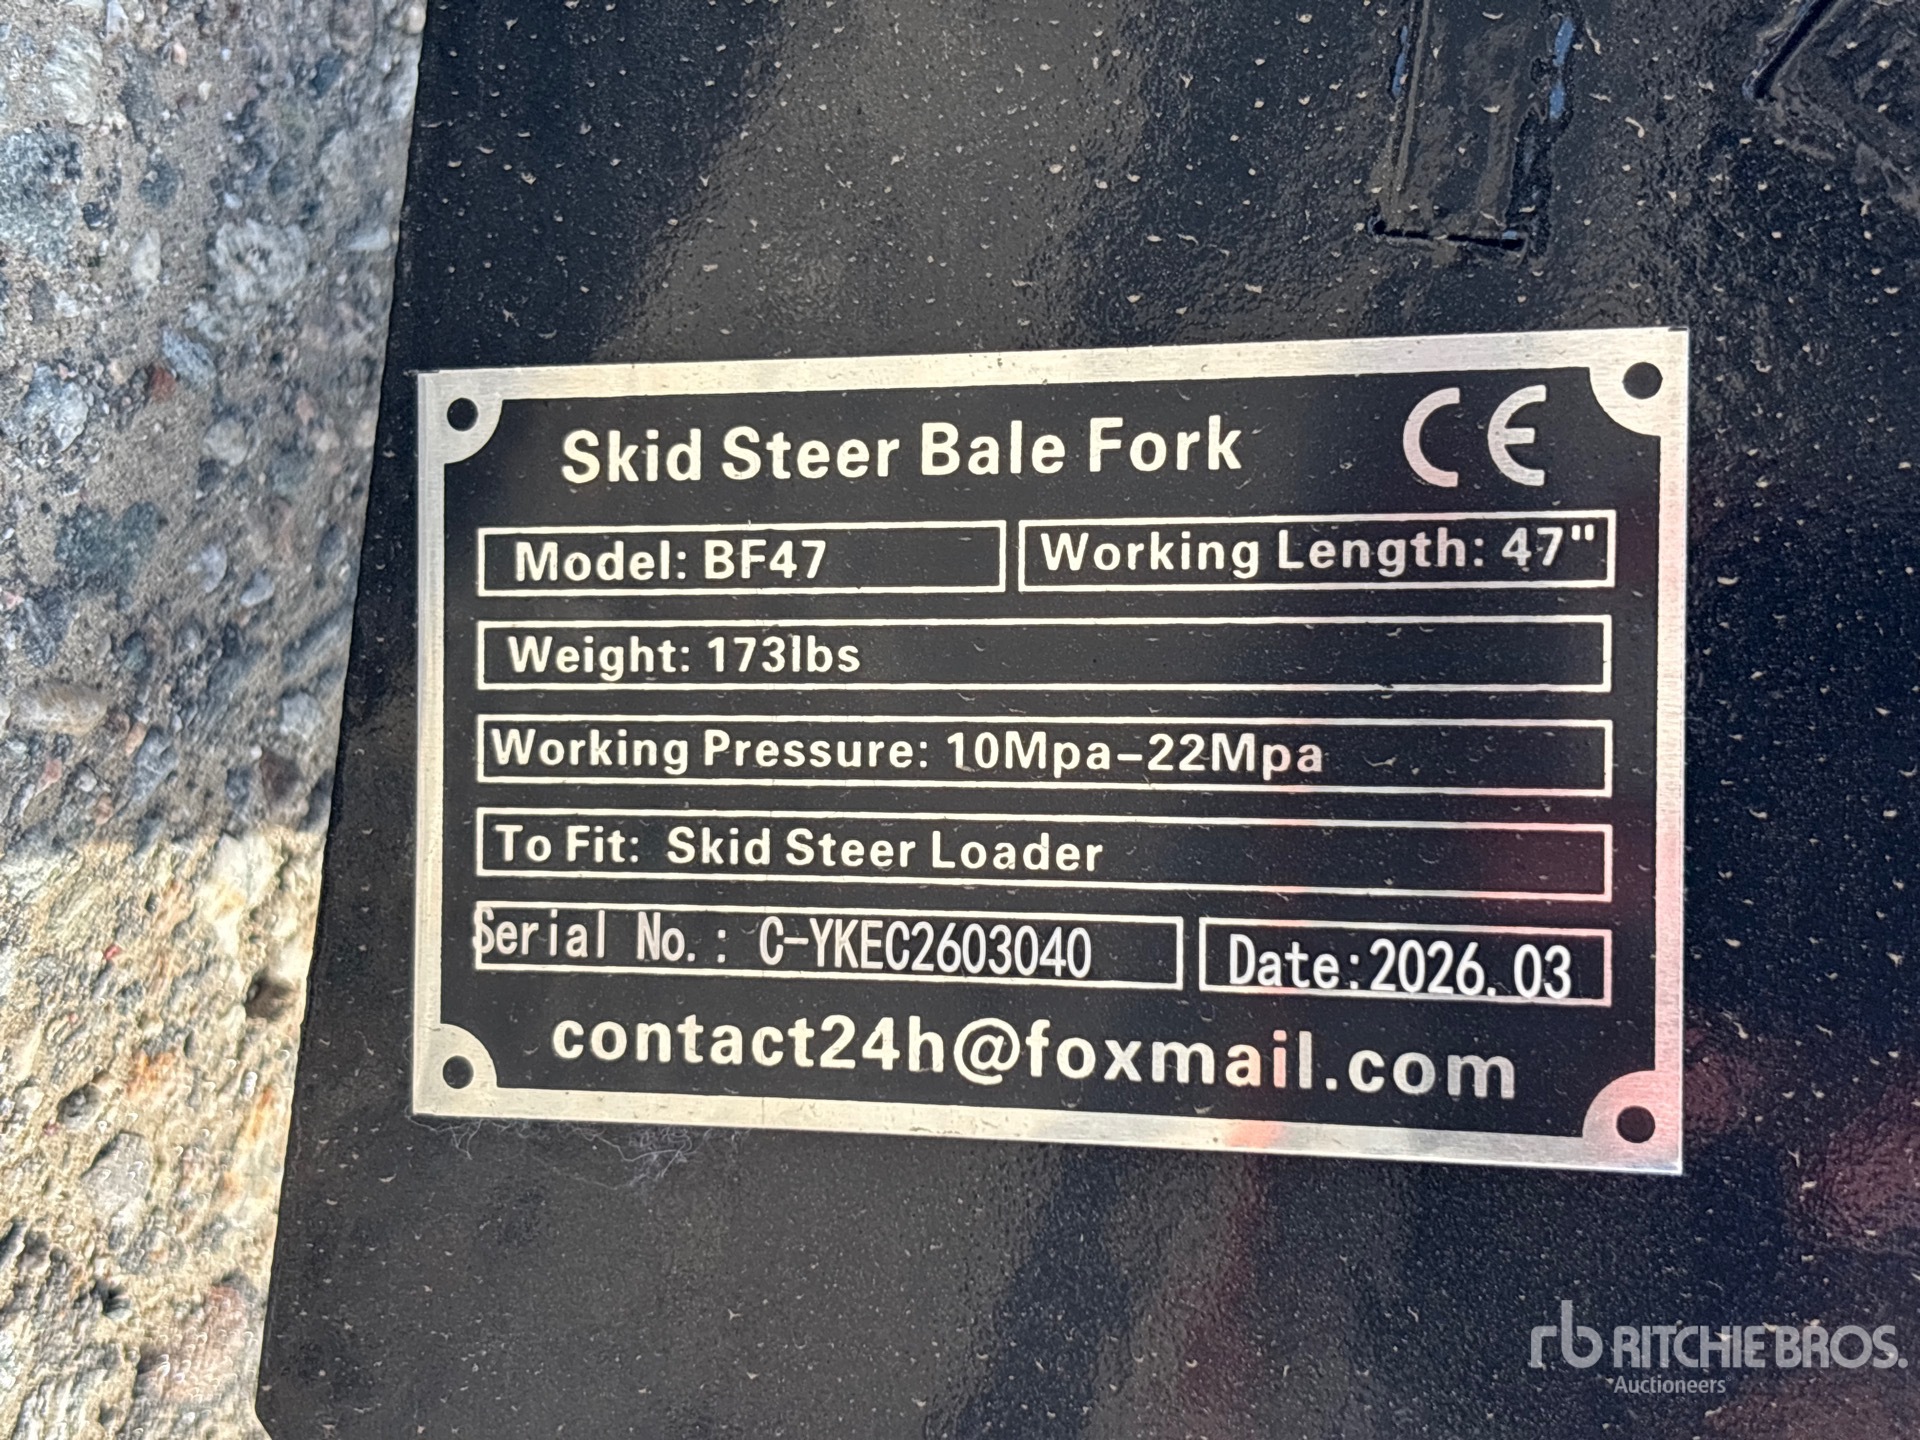 Skid Steer Bale Fork CE
Model: BF47
Working Length: 47"
Weight: 173lbs
Working Pressure: 10Mpa-22Mpa
To Fit: Skid Steer Loader
Serial No.: C-YKEC2603040
Date:2026.03
contact24h@foxmail.com
rb RITCHIE BROS.
Auctioneers